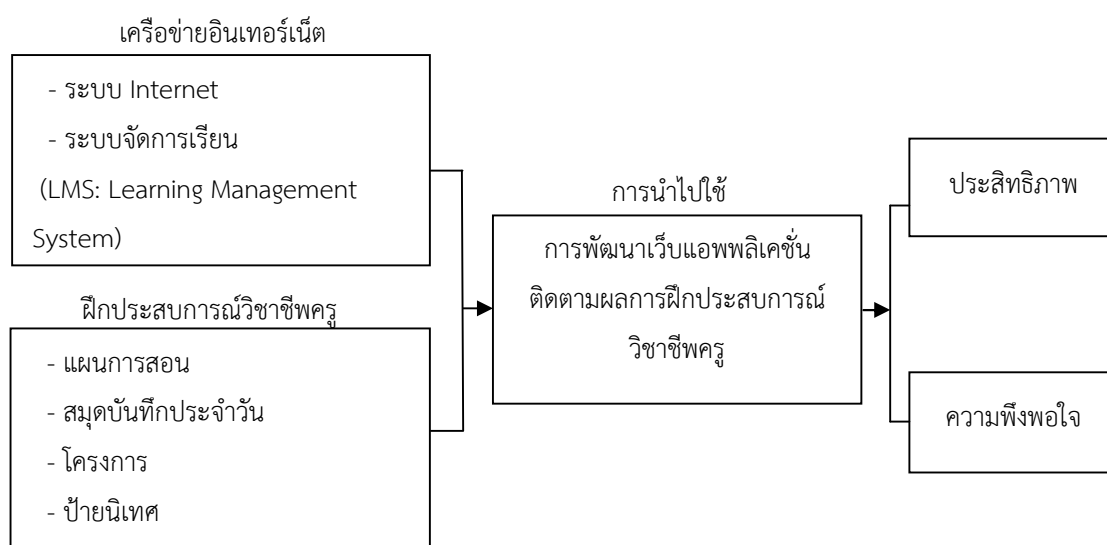 เครือข่ายอินเทอร์เน็ต
- ระบบ Internet
- ระบบจัดการเรียน
(LMS: Learning Management
System)
ฝึกประสบการณ์วิชาชีพครู
- แผนการสอน
- สมุดบันทึกประจำวัน
- โครงการ
- ป้ายนิเทศ
การนำไปใช้
การพัฒนาเว็บแอพพลิเคชั่น
ติดตามผลการฝึกประสบการณ์
วิชาชีพครู
ประสิทธิภาพ
ความพึงพอใจ